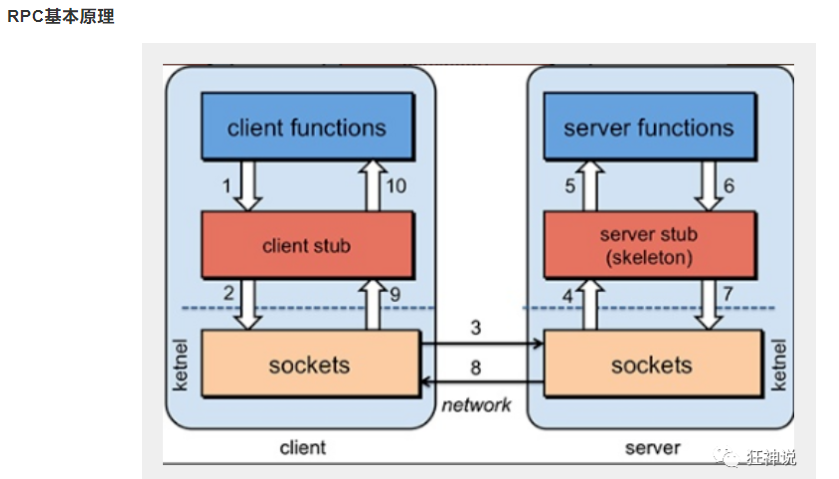 RPC基本原理
client functions
server functions
1
10
5
6
client stub
server stub
(skeleton)
2
9
4
7
3
ketnel
sockets
8
sockets
ketnel
network
client
server
狂神说